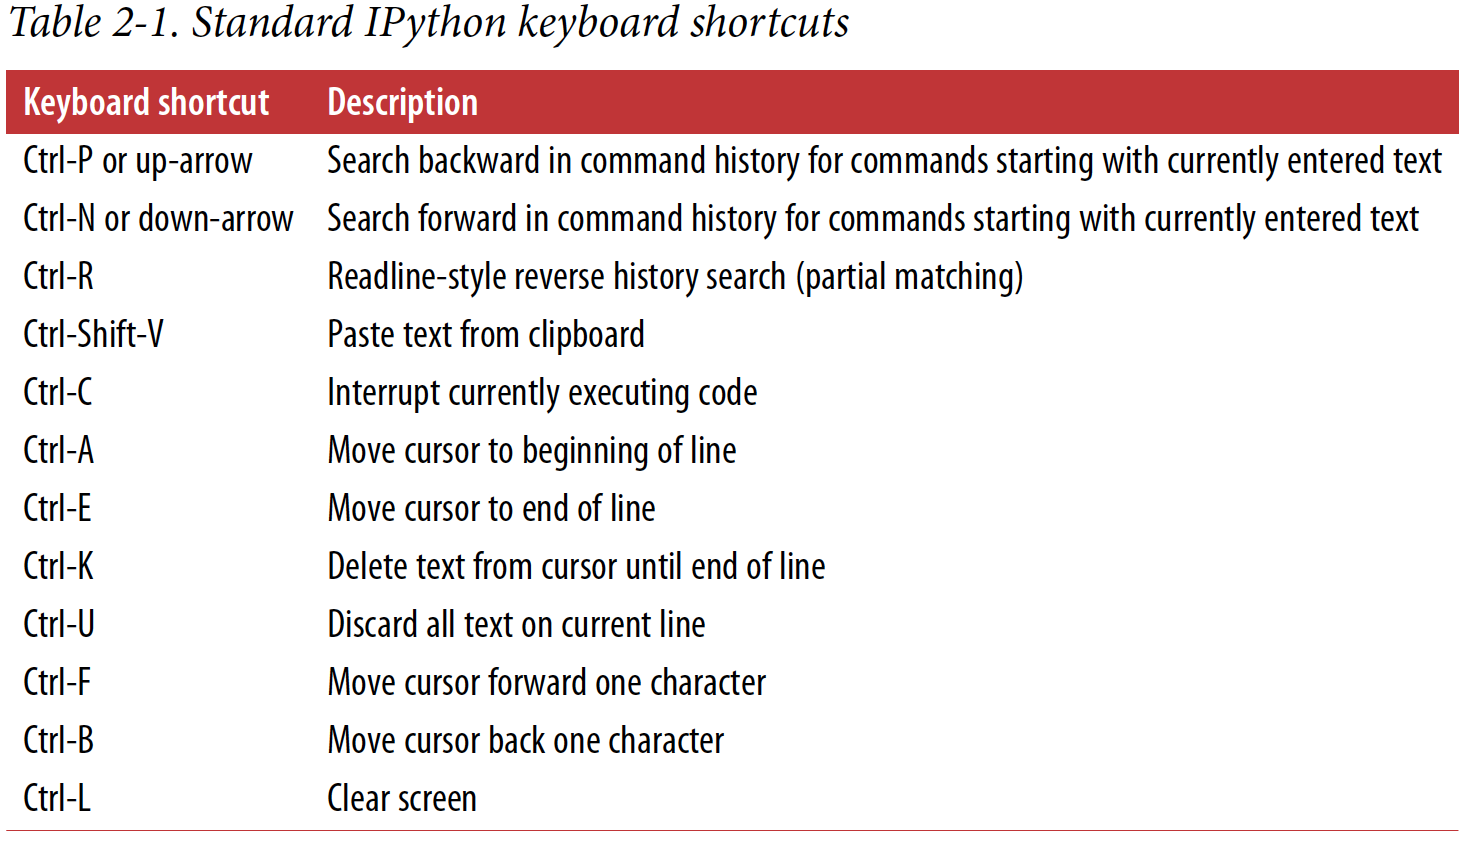 Table 2-1. Standard IPython keyboard shortcuts
Keyboard shortcut Description
Ctrl-P or up-arrow Search backward in command history for commands starting with currently entered text
Ctrl-N or down-arrow Search forward in command history for commands starting with currently entered text
Ctrl-R Readline-style reverse history search (partial matching)
Ctrl-Shift-V Paste text from clipboard
Ctrl-C Interrupt currently executing code
Ctrl-A Move cursor to beginning of line
Ctrl-E Move cursor to end of line
Ctrl-K Delete text from cursor until end of line
Ctrl-U Discard all text on current line
Ctrl-F Move cursor forward one character
Ctrl-B Move cursor back one character
Ctrl-L Clear screen